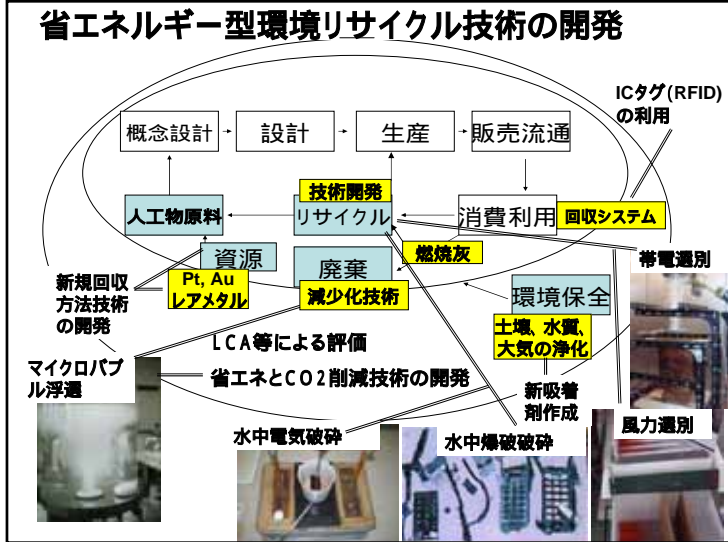 省エネルギー型環境リサイクル技術の開発
ICタグ(RFID)
の利用
概念設計
設計
生産
販売流通
技術開発
人工物原料
リサイクル
消費利用
回収システム
燃焼灰
帯電選別
資源
廃棄
新規回収
方法技術
の開発
Pt, Au
レアメタル
減少化技術
環境保全
土壌、水質、
大気の浄化
LCA等による評価
マイクロバブ
ル浮選
省エネとCO2削減技術の開発
新吸着
剤作成
風力選別
水中電気破砕
水中爆破破砕